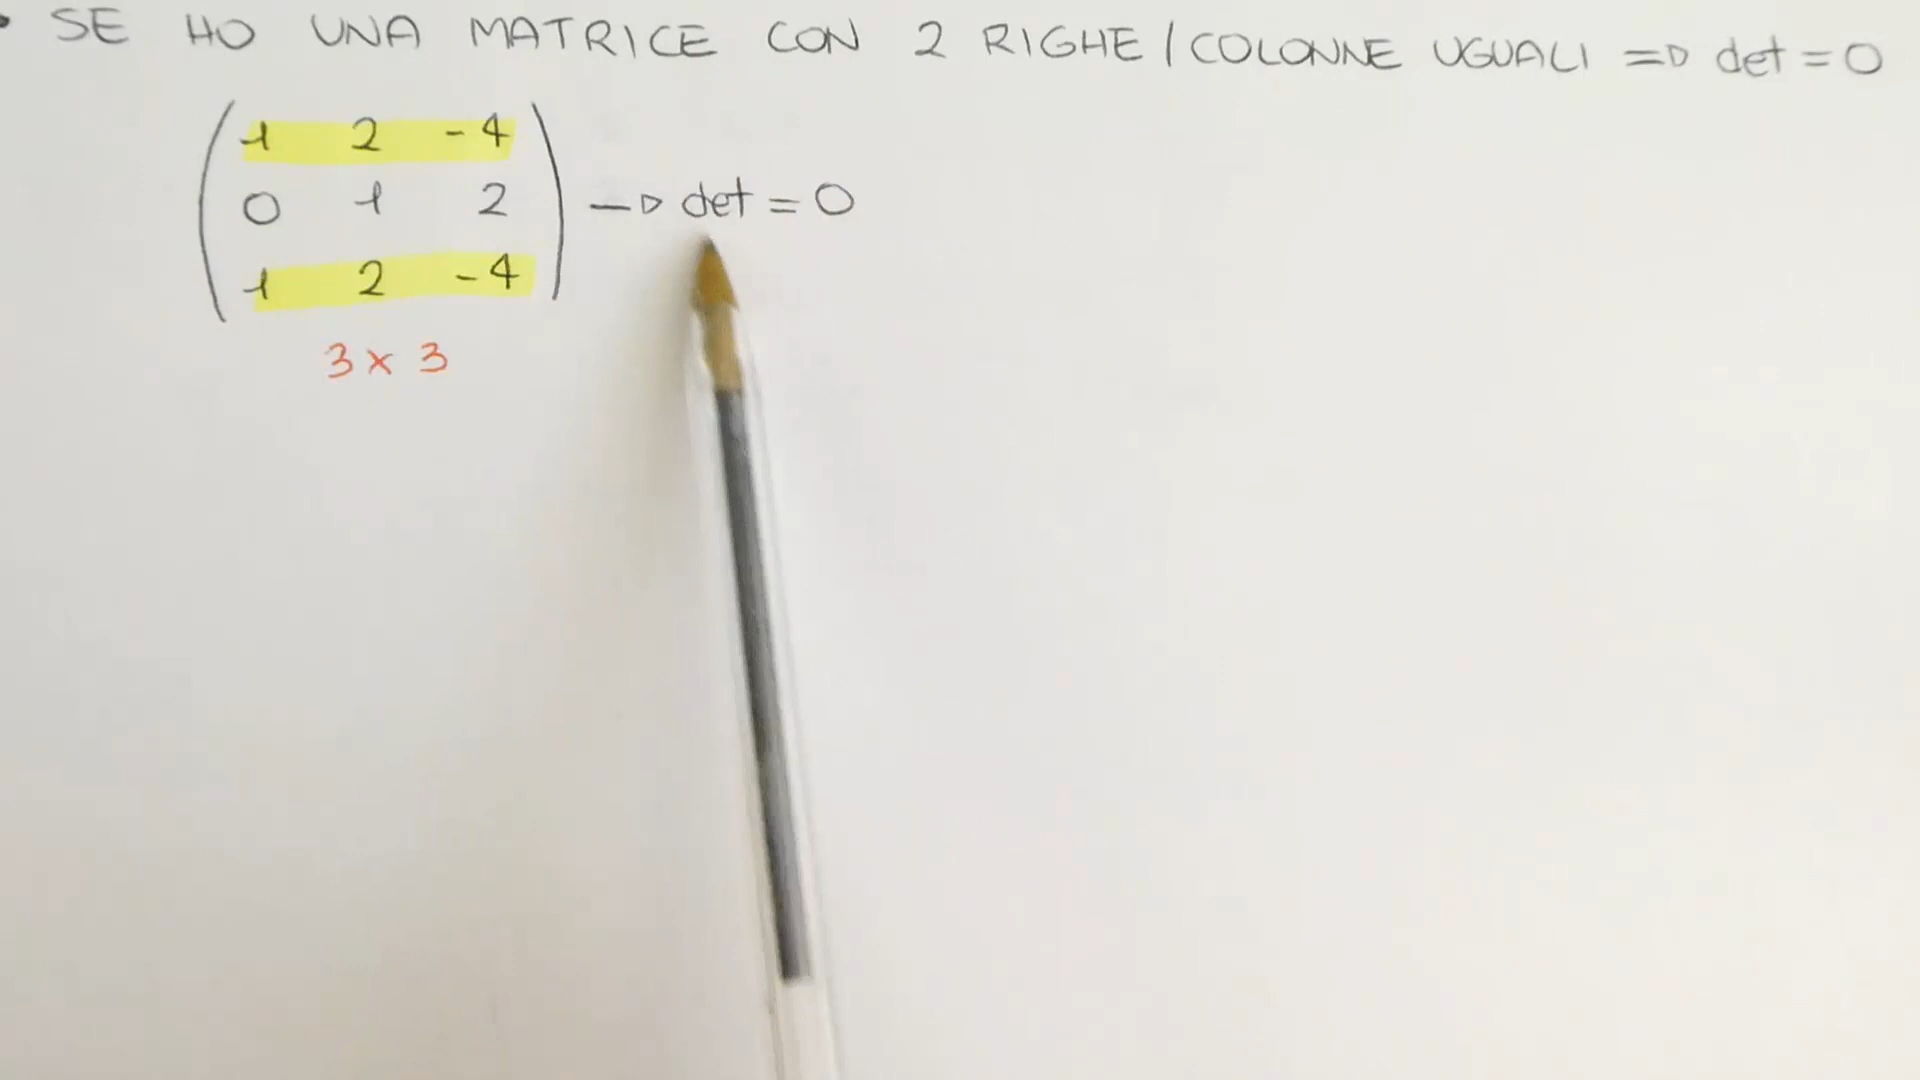 • SE HO UNA MATRICE CON 2 RIGHE / COLONNE UGUALI => det = 0
1 2 -4
0 1 2 → det = 0
1 2 -4
3 x 3